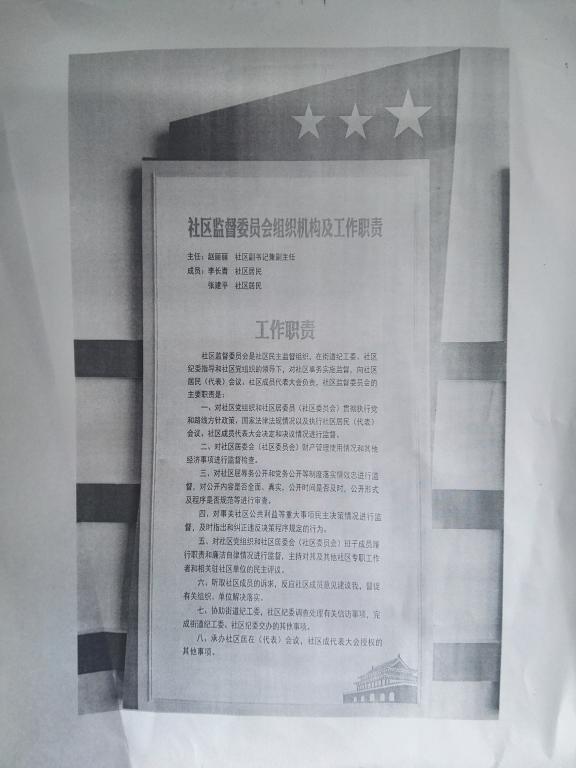 社区监督委员会组织机构及工作职责
主任：赵丽丽 社区副书记兼副主任
成员：李长青 社区居民
张建平 社区居民
工作职责
社区监督委员会是社区民主监督组织，在街道纪工委、社区
纪委指导和社区党组织的领导下，对社区事务实施监督，向社区
居民（代表）会议、社区成员代表大会负责，社区监督委员会的
主要职责是：
一、对社区党组织和社区居委员（社区委员会）贯彻执行党
和路线方针政策，国家法律法规情况以及执行社区居民（代表）
会议，社区成员代表大会决定和决议情况进行监督。
二、对社区居委会（社区委员会）财产管理使用情况和其他
经济事项进行监督检查。
三、对社区居等务公开和党务公开等制度落实情效忠进行监
督，对公开内容是否全面、真实，公开时间是否及时，公开形式
及程序是否规范等进行审查。
四、对事关社区公共利益等重大事项民主决策情况进行监
督，及时指出和纠正违反决策程序规定的行为。
五、对社区党组织和社区居委会（社区委员会）班干成员履
行职责和廉洁自律情况进行监督，主持对其及其他社区专职工作
者和相关驻社区单位的民主评议。
六、听取社区成员的诉求，反应社区成员意见建议我，督促
有关组织、单位解决落实。
七、协助街道纪工委，社区纪委调查处理有关信访事项，完
成街道纪工委、社区纪委交办的其他事项。
八、承办社区居在（代表）会议，社区成代表大会授权的
其他事项。